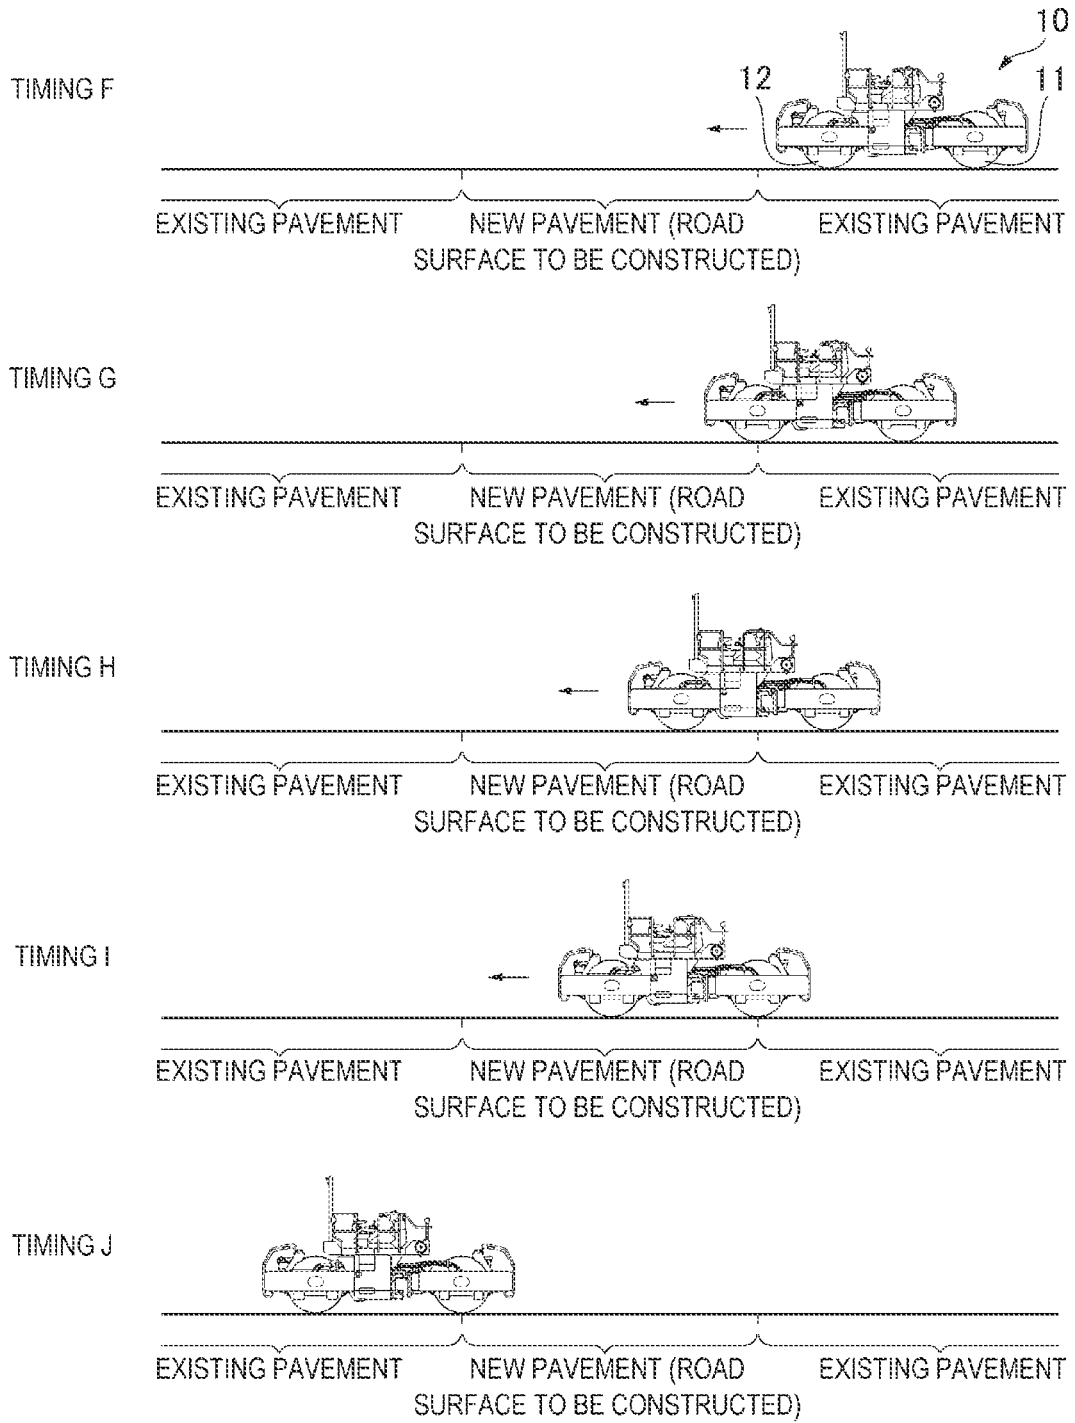 10
TIMING F
12
11
EXISTING PAVEMENT
NEW PAVEMENT (ROAD
SURFACE TO BE CONSTRUCTED)
EXISTING PAVEMENT
TIMING G
EXISTING PAVEMENT
NEW PAVEMENT (ROAD
SURFACE TO BE CONSTRUCTED)
EXISTING PAVEMENT
TIMING H
EXISTING PAVEMENT
NEW PAVEMENT (ROAD
SURFACE TO BE CONSTRUCTED)
EXISTING PAVEMENT
TIMING I
EXISTING PAVEMENT
NEW PAVEMENT (ROAD
SURFACE TO BE CONSTRUCTED)
EXISTING PAVEMENT
TIMING J
EXISTING PAVEMENT
NEW PAVEMENT (ROAD
SURFACE TO BE CONSTRUCTED)
EXISTING PAVEMENT